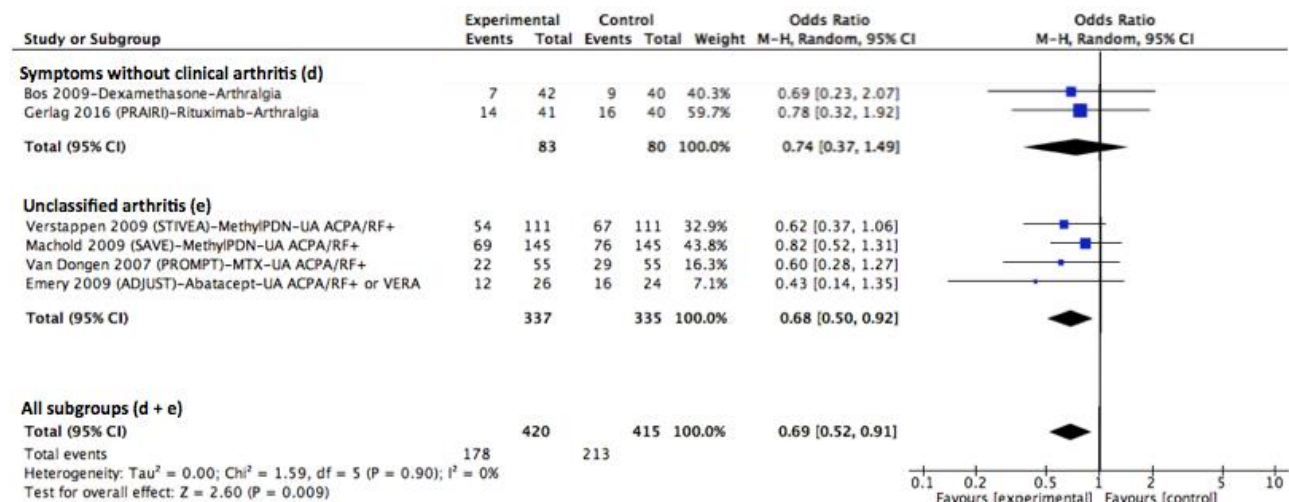 Experimental Control Odds Ratio Odds Ratio
Study or Subgroup Events Total Events Total Weight M-H, Random, 95% CI M-H, Random, 95% CI
Symptoms without clinical arthritis (d)
Bos 2009-Dexamethasone-Arthralgia 7 42 9 40 40.3% 0.69 [0.23, 2.07]
Gerlag 2016 (PRAIRI)-Rituximab-Arthralgia 14 41 16 40 59.7% 0.78 [0.32, 1.92]
Total (95% CI) 83 80 100.0% 0.74 [0.37, 1.49]
Unclassified arthritis (e)
Verstappen 2009 (STIVEA)-MethylPDN-UA ACPA/RF+ 54 111 67 111 32.9% 0.62 [0.37, 1.06]
Machold 2009 (SAVE)-MethylPDN-UA ACPA/RF+ 69 145 76 145 43.8% 0.82 [0.52, 1.31]
Van Dongen 2007 (PROMPT)-MTX-UA ACPA/RF+ 22 55 29 55 16.3% 0.60 [0.28, 1.27]
Emery 2009 (ADJUST)-Abatacept-UA ACPA/RF+ or VERA 12 26 16 24 7.1% 0.43 [0.14, 1.35]
Total (95% CI) 337 335 100.0% 0.68 [0.50, 0.92]
All subgroups (d + e)
Total (95% CI) 420 415 100.0% 0.69 [0.52, 0.91]
Total events 178 213
Heterogeneity: Tau² = 0.00; Chi² = 1.59, df = 5 (P = 0.90); I² = 0%
Test for overall effect: Z = 2.60 (P = 0.009)
0.1 0.2 0.5 1 2 5 10
Favours [experimental] Favours [control]